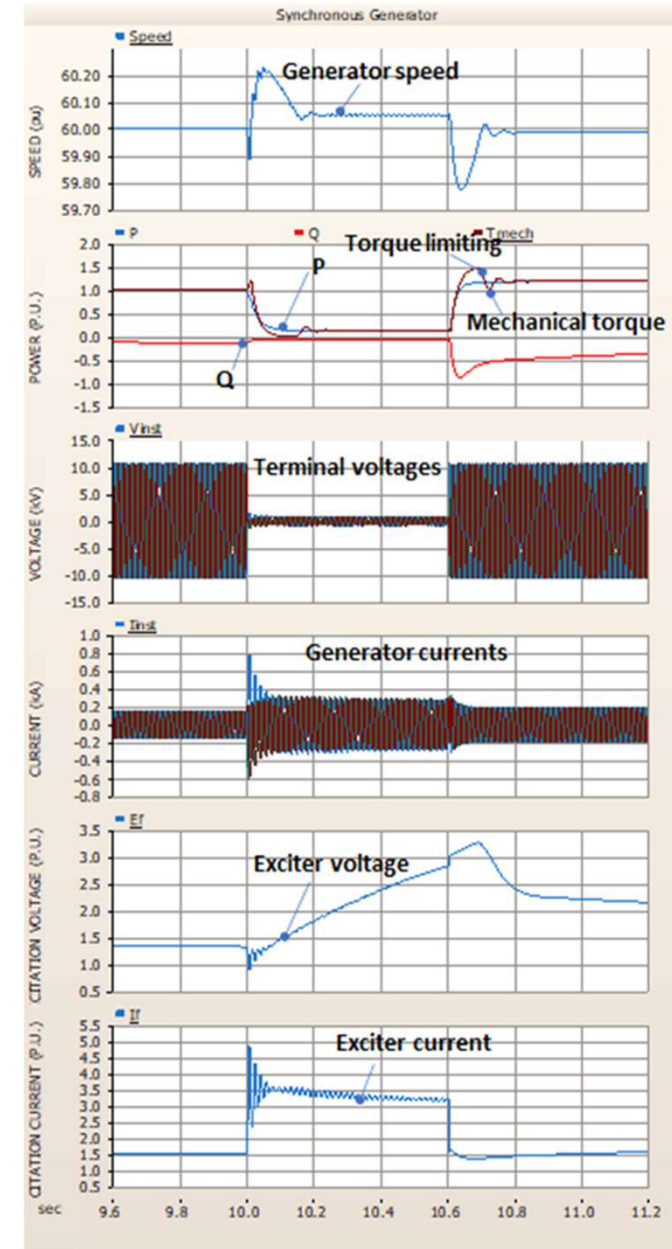 Synchronous Generator
Speed
60.20
60.10
60.00
59.90
59.80
59.70
SPEED (pu)
Generator speed
P
Q
Tmech
2.0
1.5
1.0
0.5
0.0
-0.5
-1.0
-1.5
POWER (P.U.)
Torque limiting
P
Mechanical torque
Q
Vinst
15.0
10.0
5.0
0.0
-5.0
-10.0
-15.0
VOLTAGE (kV)
Terminal voltages
Iinst
1.0
0.8
0.6
0.4
0.2
0.0
-0.2
-0.4
-0.6
-0.8
CURRENT (kA)
Generator currents
Ef
3.5
3.0
2.5
2.0
1.5
1.0
0.5
CITATION VOLTAGE (P.U.)
Exciter voltage
If
5.5
5.0
4.5
4.0
3.5
3.0
2.5
2.0
1.5
1.0
0.5
CITATION CURRENT (P.U.)
Exciter current
sec 9.6 9.8 10.0 10.2 10.4 10.6 10.8 11.0 11.2